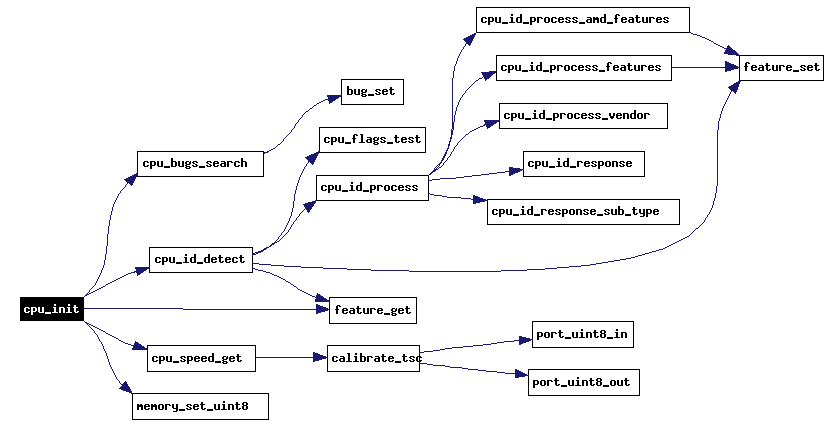 cpu_id_process_amd_features
cpu_id_process_features
feature_set
bug_set
cpu_id_process_vendor
cpu_flags_test
cpu_bugs_search
cpu_id_response
cpu_id_process
cpu_id_response_sub_type
cpu_id_detect
cpu_init
feature_get
port_uint8_in
cpu_speed_get
calibrate_tsc
port_uint8_out
memory_set_uint8